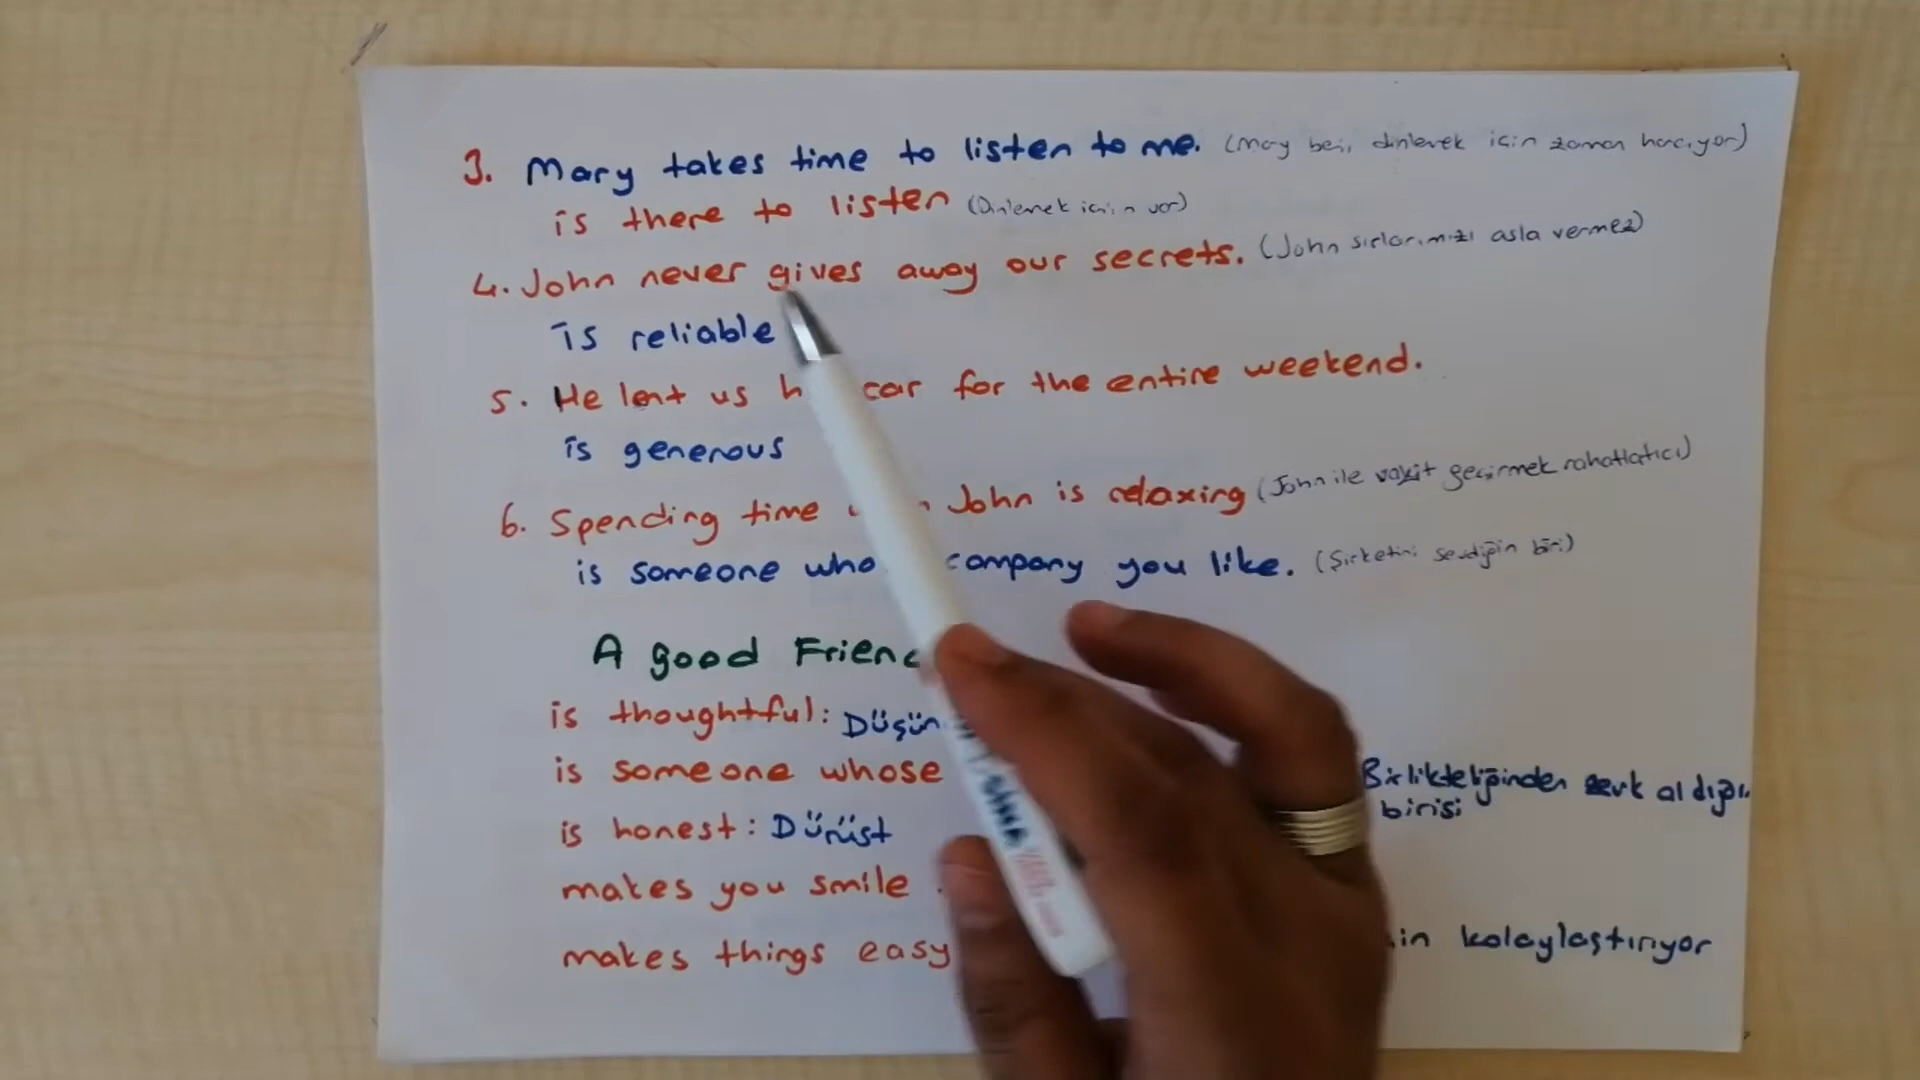 3. Mary takes time to listen to me. (Mary beni dinlemek için zaman harcıyor)
is there to listen (Dinlemek için var)
4. John never gives away our secrets. (John sırlarımızı asla vermez)
is reliable
5. He lent us h car for the entire weekend.
is generous
6. Spending time John is relaxing (John ile vakit geçirmek rahatlatıcı)
is someone who company you like. (Şirketini sevdiğin biri)
A good Frien
is thoughtful: Düşün
is someone whose Birlikteliğinden zevk aldığı
birisi
is honest: Dürüst
makes you smile
makes things easy in kolaylaştırıyor